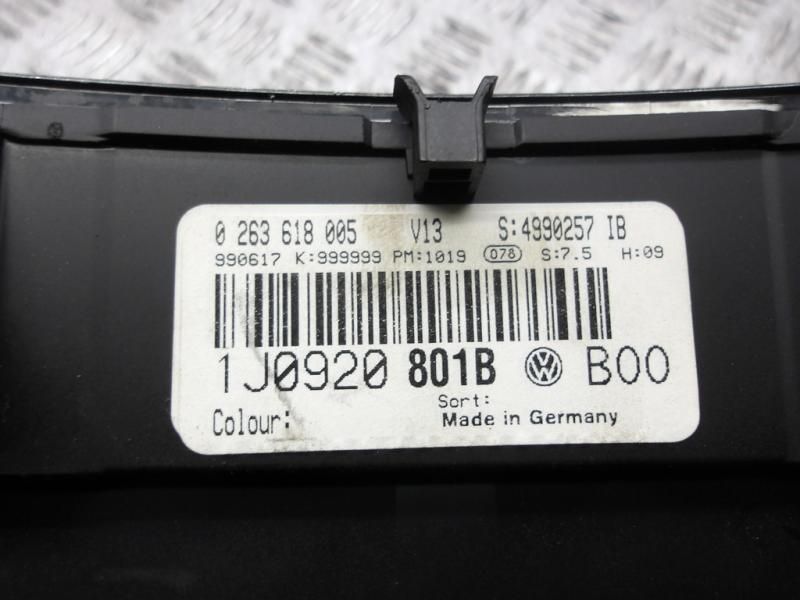 0 263 618 005 V13 S:4990257 IB
990617 K:999999 PM:1019 078 S:7.5 H:09
1J0920 801B VW B00
Sort:
Colour: Made in Germany